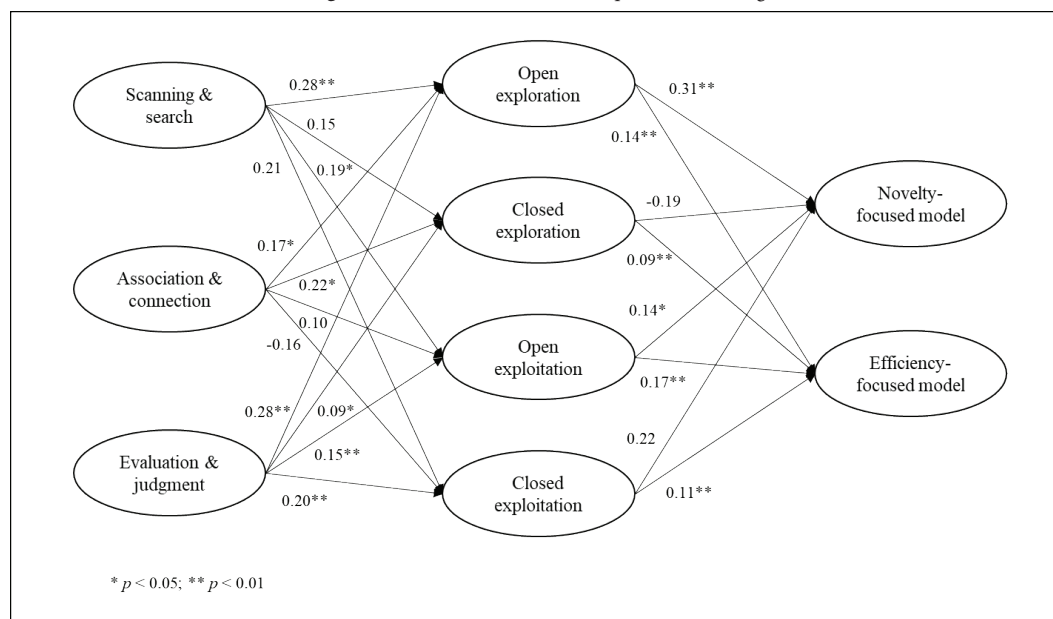 Scanning &
search
Association &
connection
Evaluation &
judgment
0.28**
0.15
0.19*
0.21
0.17*
0.22*
0.10
-0.16
0.28**
0.09*
0.15**
0.20**
Open
exploration
Closed
exploration
Open
exploitation
Closed
exploitation
0.31**
0.14**
-0.19
0.09**
0.14*
0.17**
0.22
0.11**
Novelty-
focused model
Efficiency-
focused model
* p < 0.05; ** p < 0.01